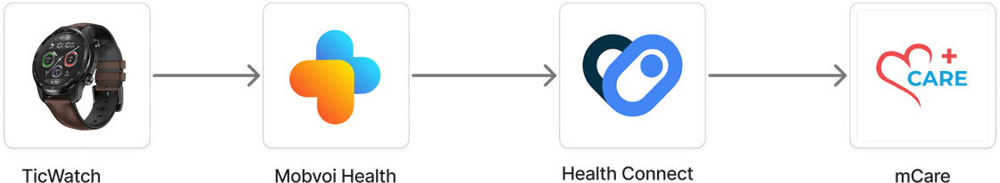 CARE
TicWatch
Mobvoi Health
Health Connect
mCare